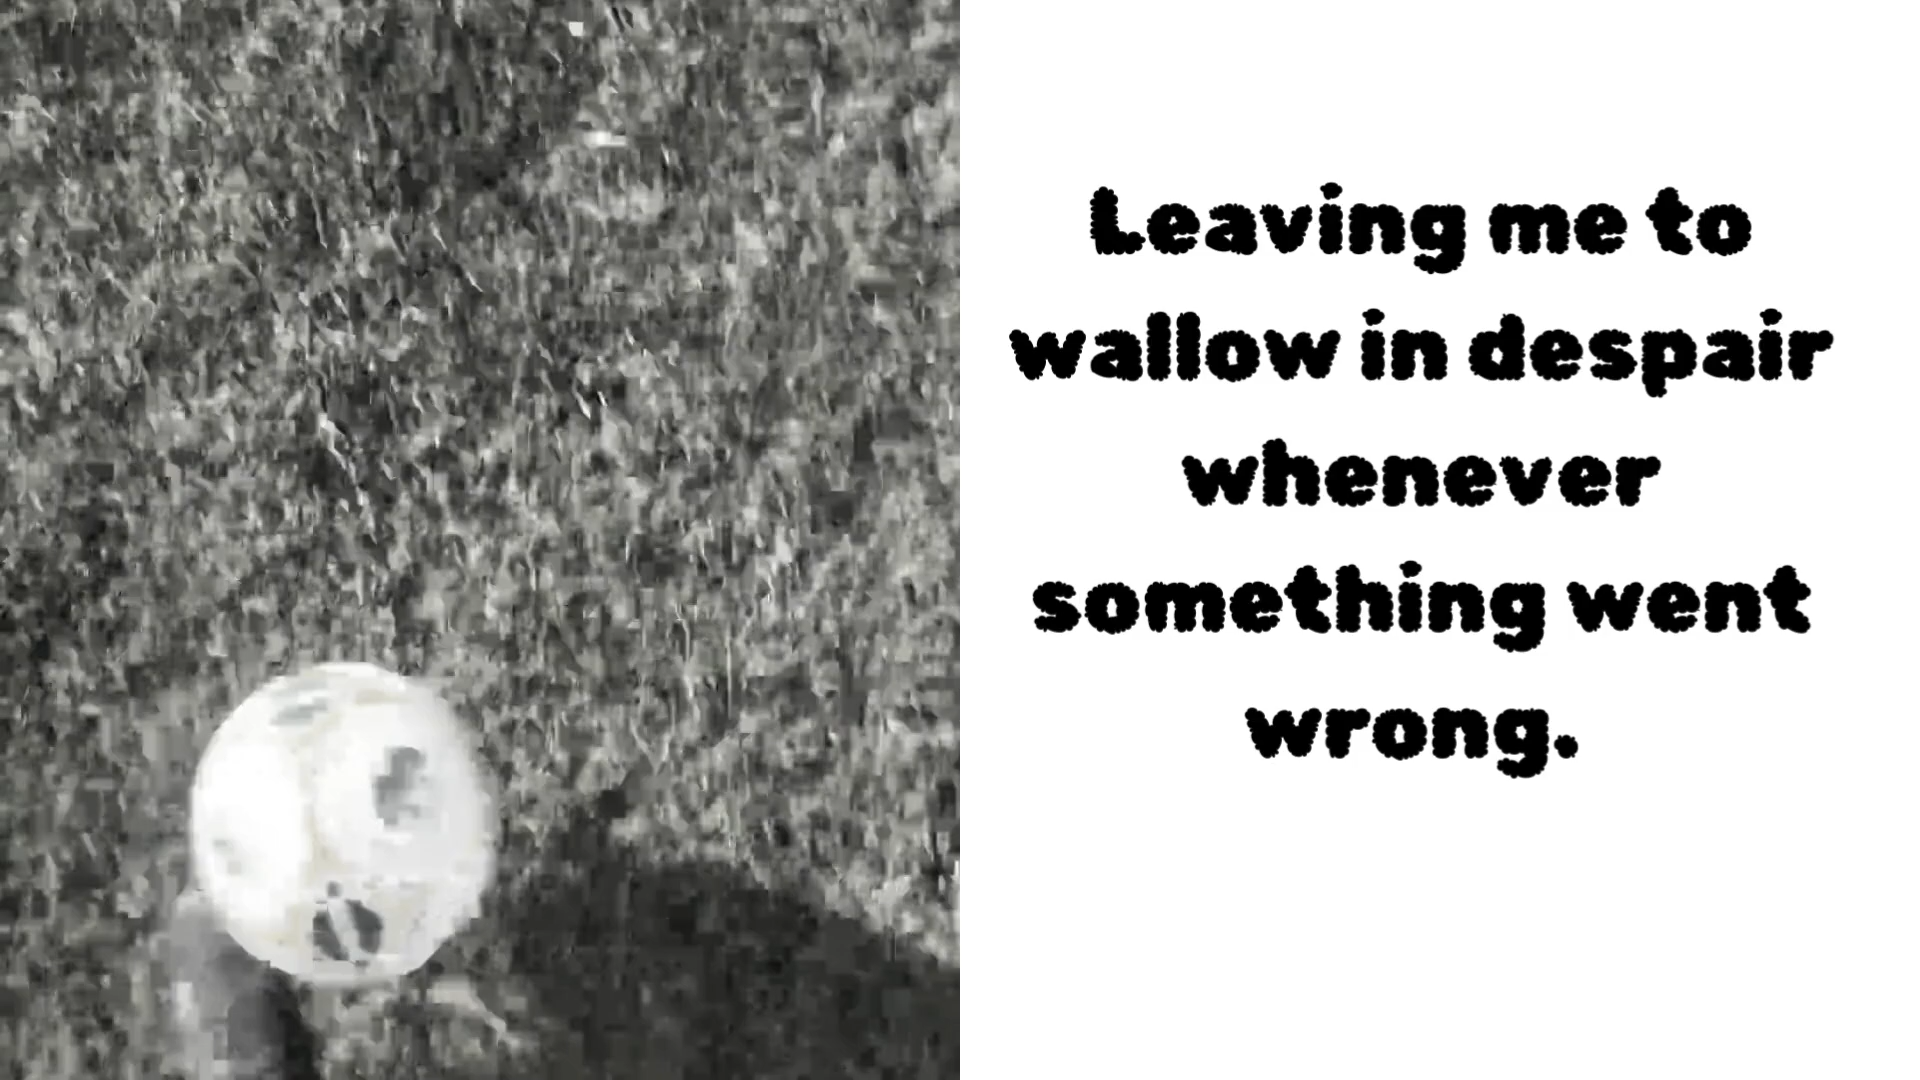 Leaving me to
wallow in despair
whenever
something went
wrong.